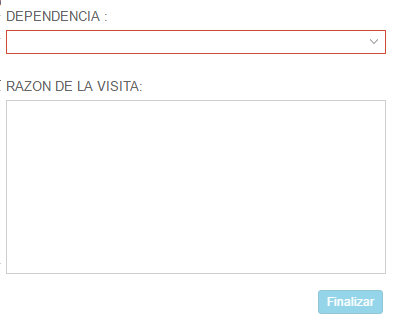 DEPENDENCIA :
RAZON DE LA VISITA:
Finalizar